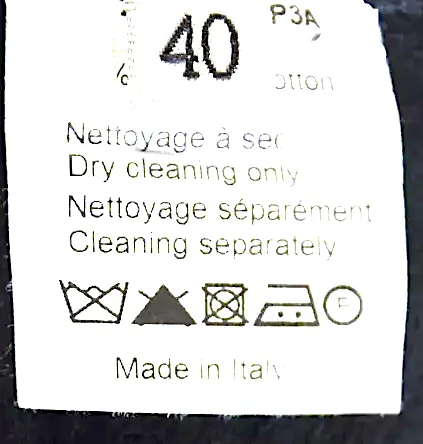 40
P3A
Nettoyage à sec
Dry cleaning only
Nettoyage séparément
Cleaning separately
P
Made in Italy